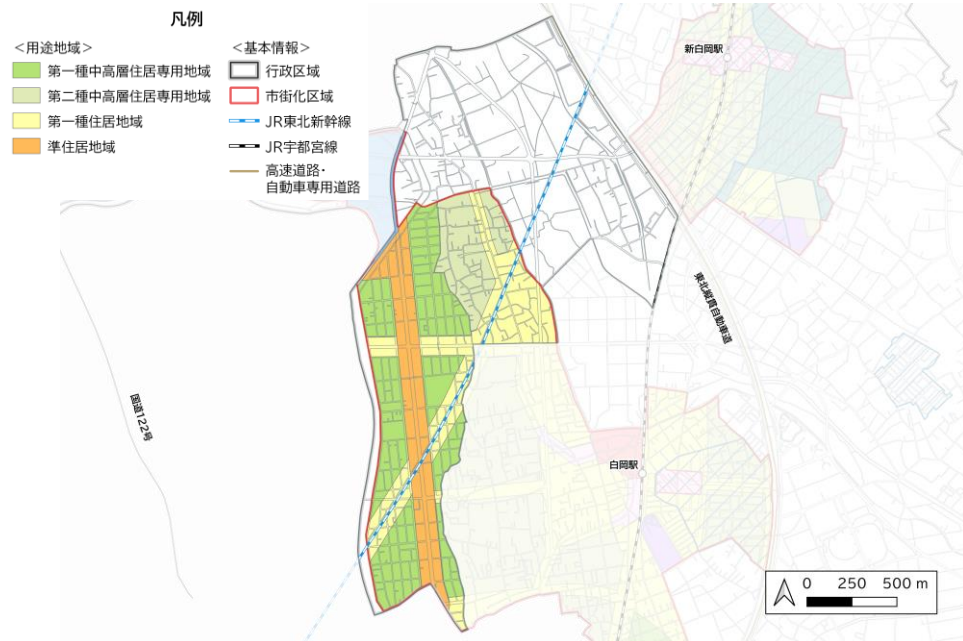 凡例
<用途地域>
第一種中高層住居専用地域
第二種中高層住居専用地域
第一種住居地域
準住居地域
<基本情報>
行政区域
市街化区域
JR東北新幹線
JR宇都宮線
高速道路・
自動車専用道路
新白岡駅
東北縦貫自動車道
国道122号
白岡駅
0 250 500 m